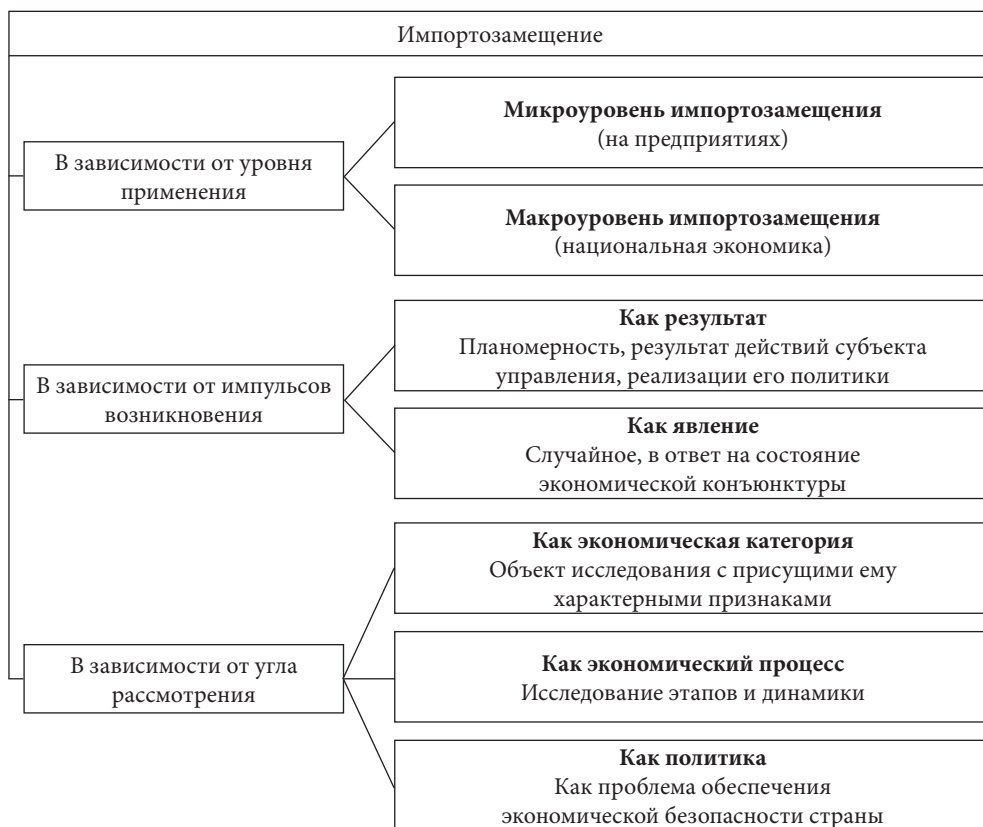 Импортозамещение
В зависимости от уровня
применения
Микроуровень импортозамещения
(на предприятиях)
Макроуровень импортозамещения
(национальная экономика)
В зависимости от импульсов
возникновения
Как результат
Планомерность, результат действий субъекта
управления, реализации его политики
Как явление
Случайное, в ответ на состояние
экономической конъюнктуры
В зависимости от угла
рассмотрения
Как экономическая категория
Объект исследования с присущими ему
характерными признаками
Как экономический процесс
Исследование этапов и динамики
Как политика
Как проблема обеспечения
экономической безопасности страны